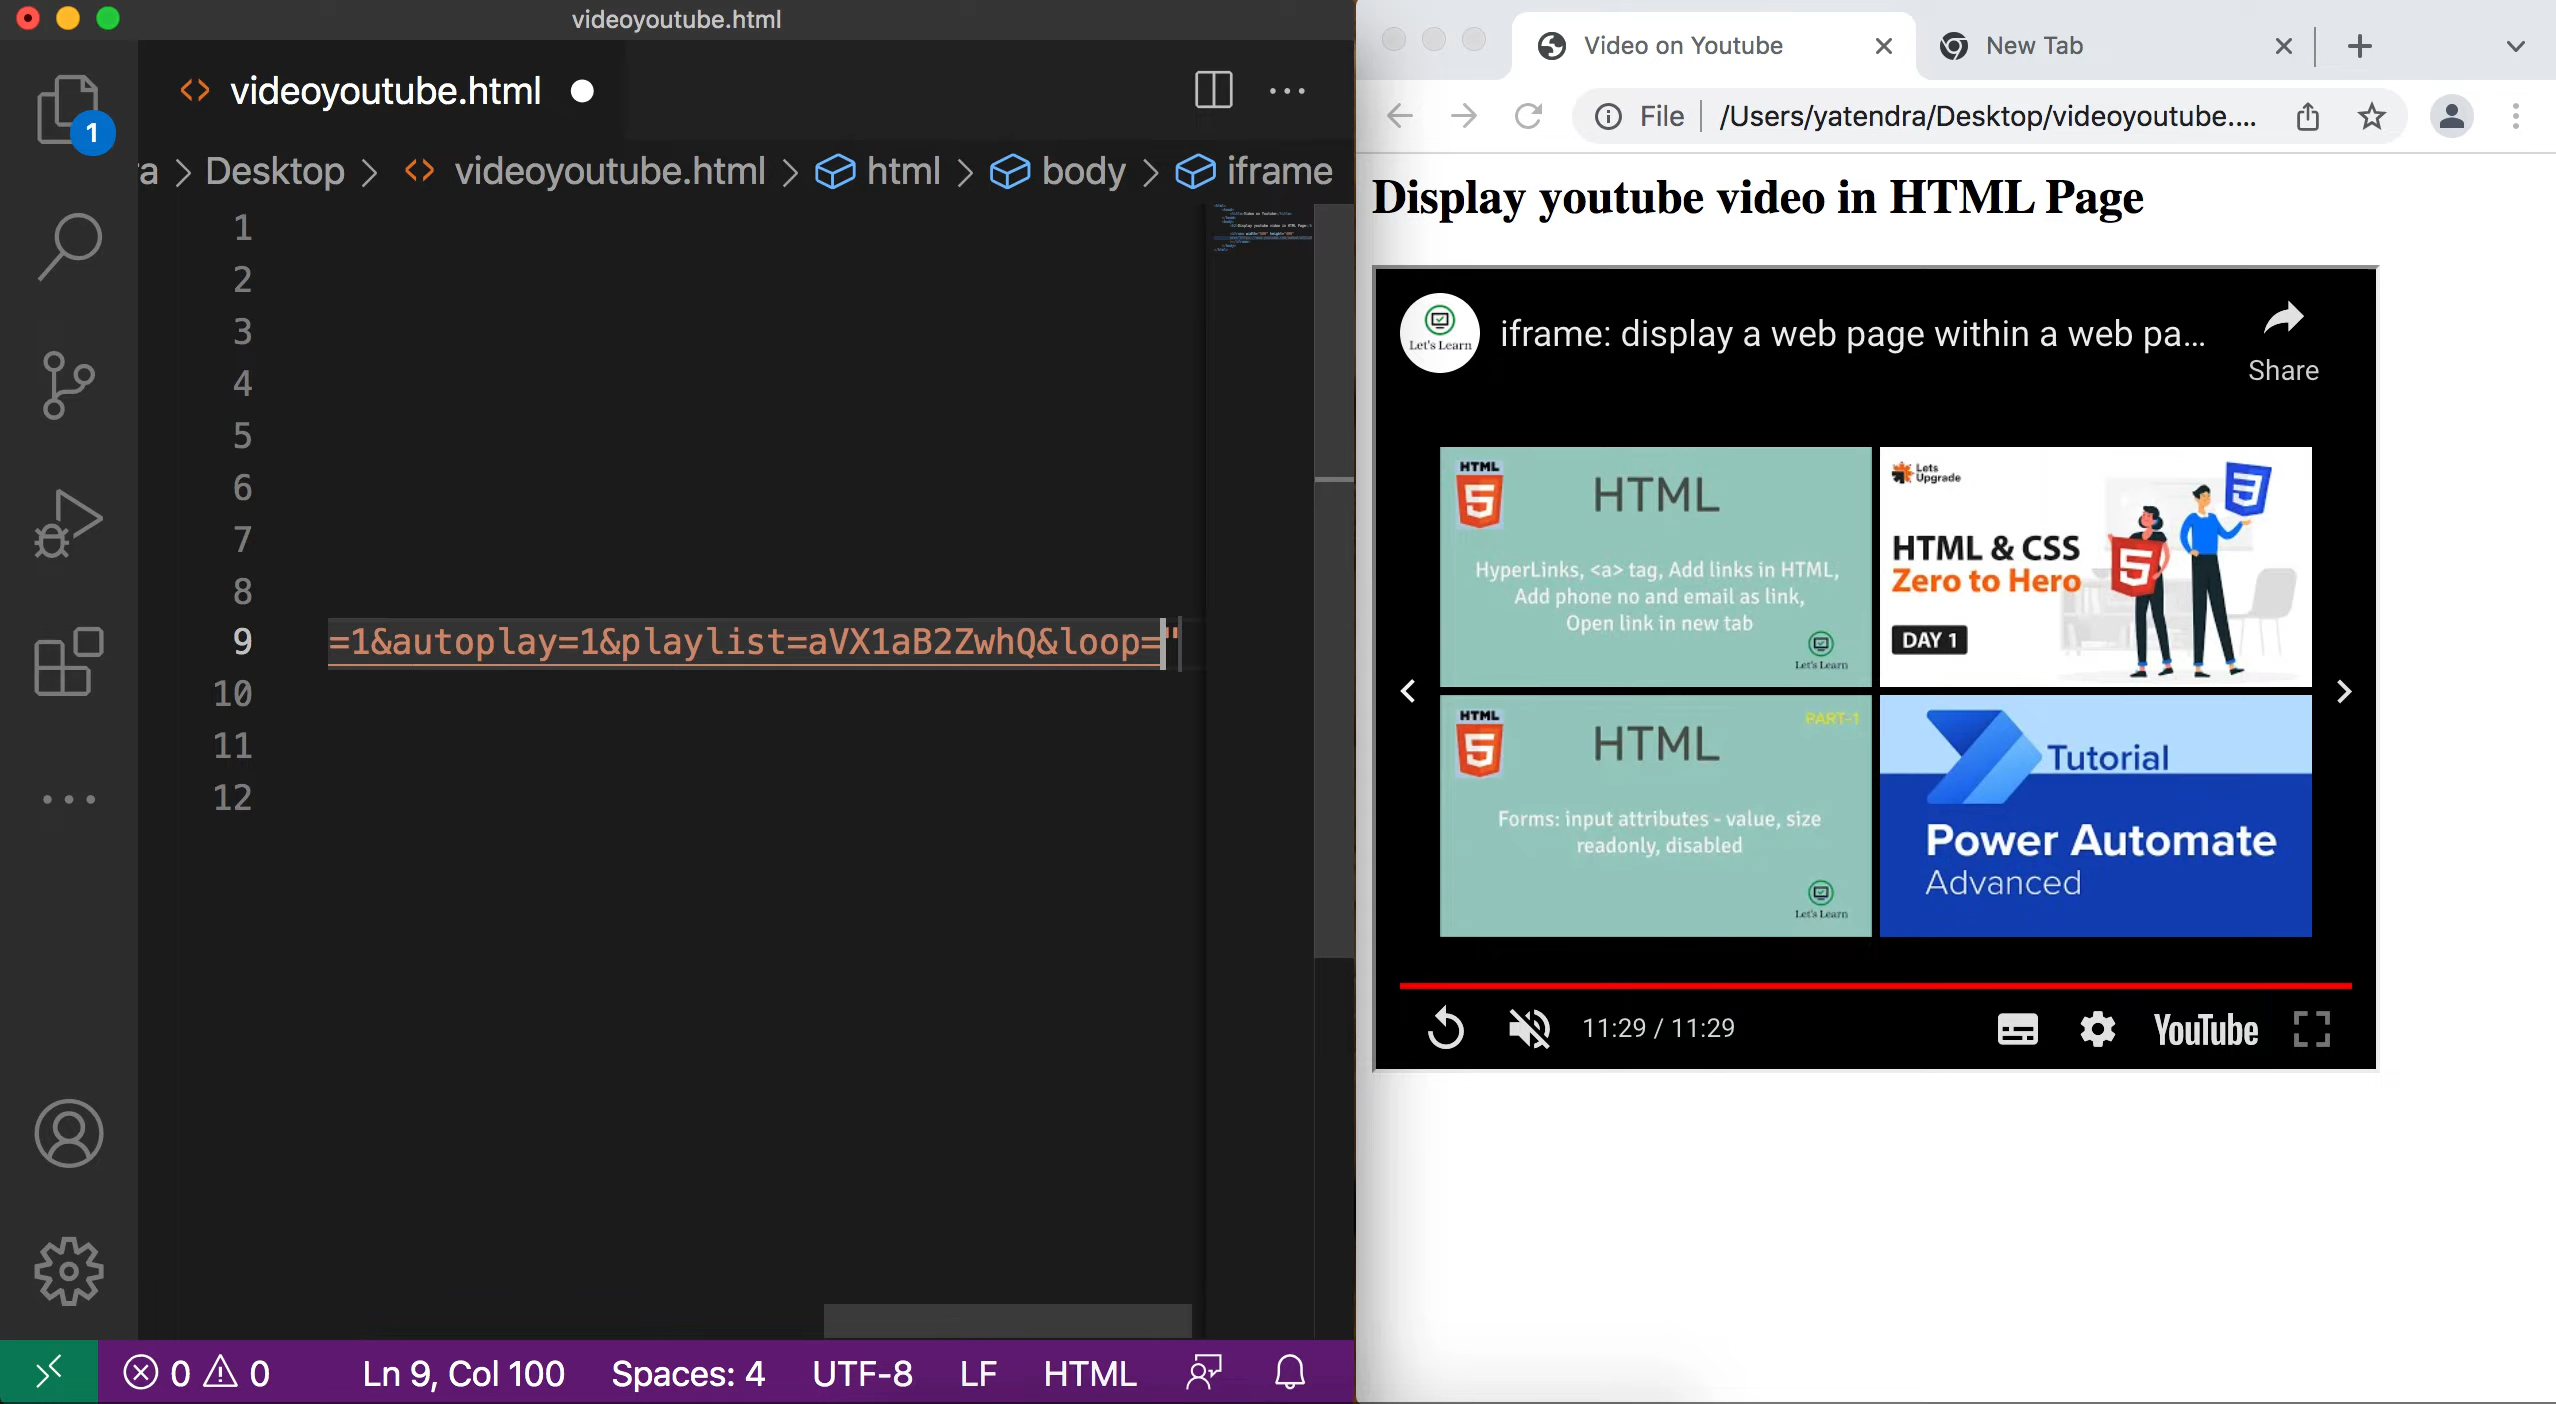 videoyoutube.html
videoyoutube.html
1
a > Desktop > videoyoutube.html > html > body > iframe
1
2
3
4
5
6
7
8
9 =1&autoplay=1&playlist=aVX1aB2ZwhQ&loop="
10
11
12
0 0 Ln 9, Col 100 Spaces: 4 UTF-8 LF HTML
Video on Youtube
New Tab
File | /Users/yatendra/Desktop/videoyoutube....
Display youtube video in HTML Page
Let's Learn
iframe: display a web page within a web pa...
Share
HTML
5
HTML
HyperLinks, <a> tag, Add links in HTML,
Add phone no and email as link,
Open link in new tab
Let's Learn
Lets
Upgrade
HTML & CSS
Zero to Hero
DAY 1
5
3
HTML
5
HTML
PART-1
Forms: input attributes - value, size
readonly, disabled
Let's Learn
Tutorial
Power Automate
Advanced
11:29 / 11:29
YouTube